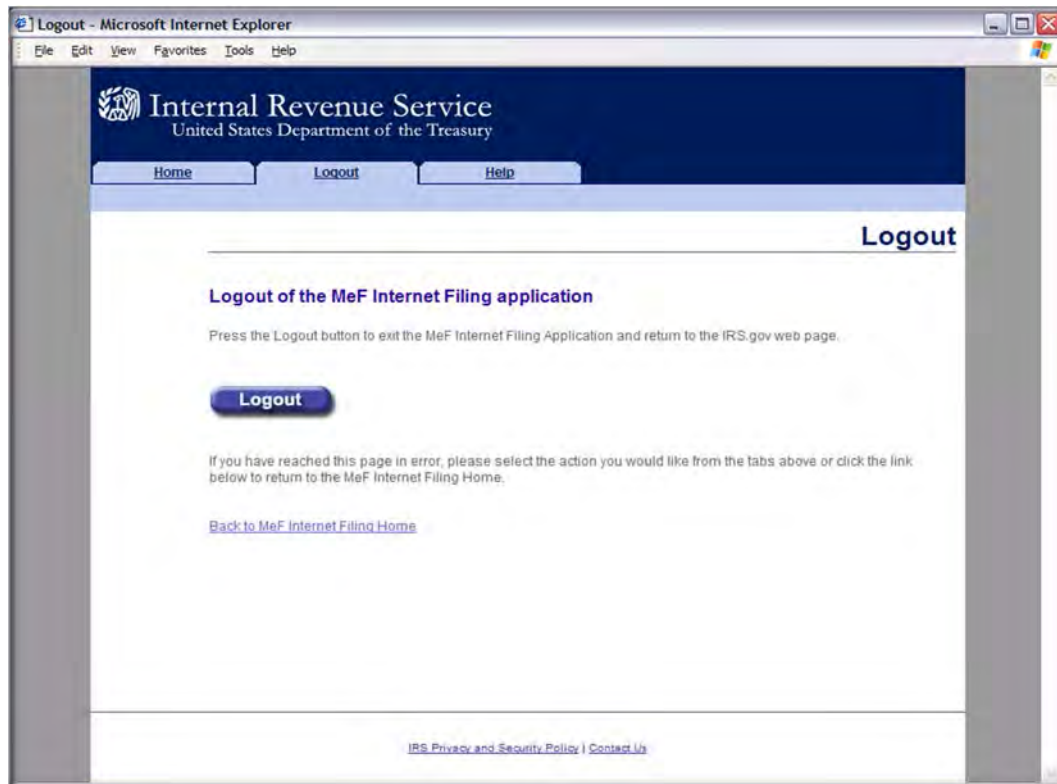 Logout - Microsoft Internet Explorer
File Edit View Favorites Tools Help
Internal Revenue Service
United States Department of the Treasury
Home Logout Help
Logout
Logout of the MeF Internet Filing application
Press the Logout button to exit the MeF Internet Filing Application and return to the IRS.gov web page.
Logout
If you have reached this page in error, please select the action you would like from the tabs above or click the link
below to return to the MeF Internet Filing Home.
Back to MeF Internet Filing Home
IRS Privacy and Security Policy | Contact Us